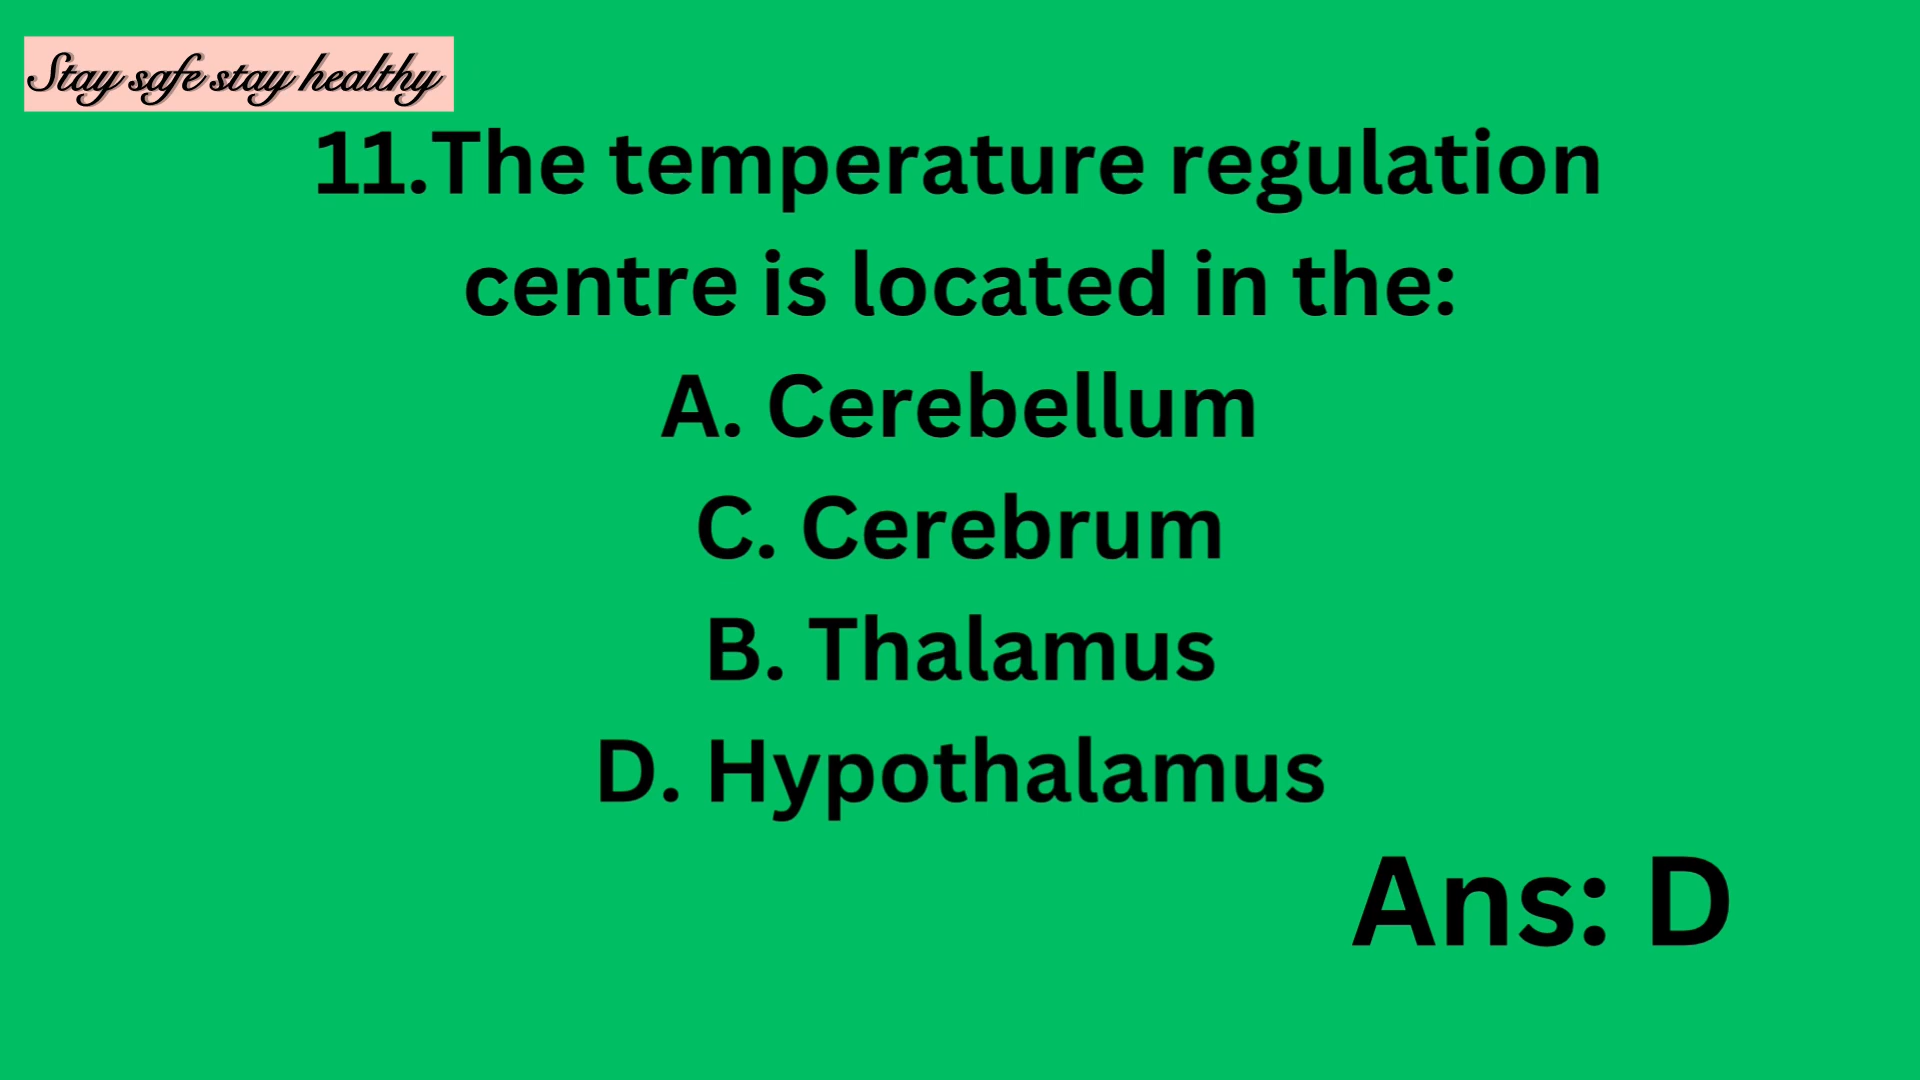 Stay safe stay healthy
11.The temperature regulation
centre is located in the:
A. Cerebellum
C. Cerebrum
B. Thalamus
D. Hypothalamus
Ans: D